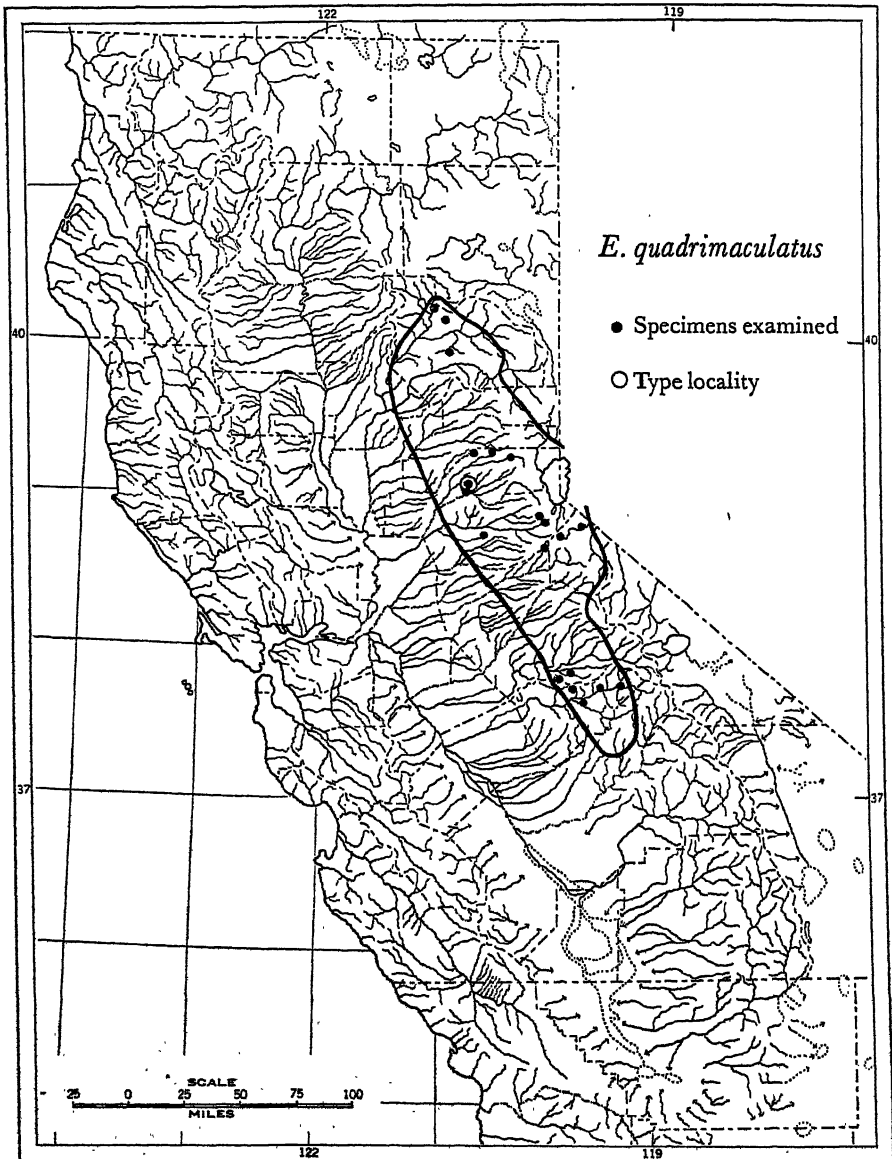 122 119
E. quadrimaculatus
● Specimens examined
40 40
○ Type locality
37 37
SCALE
25 0 25 50 75 100
MILES
122 119